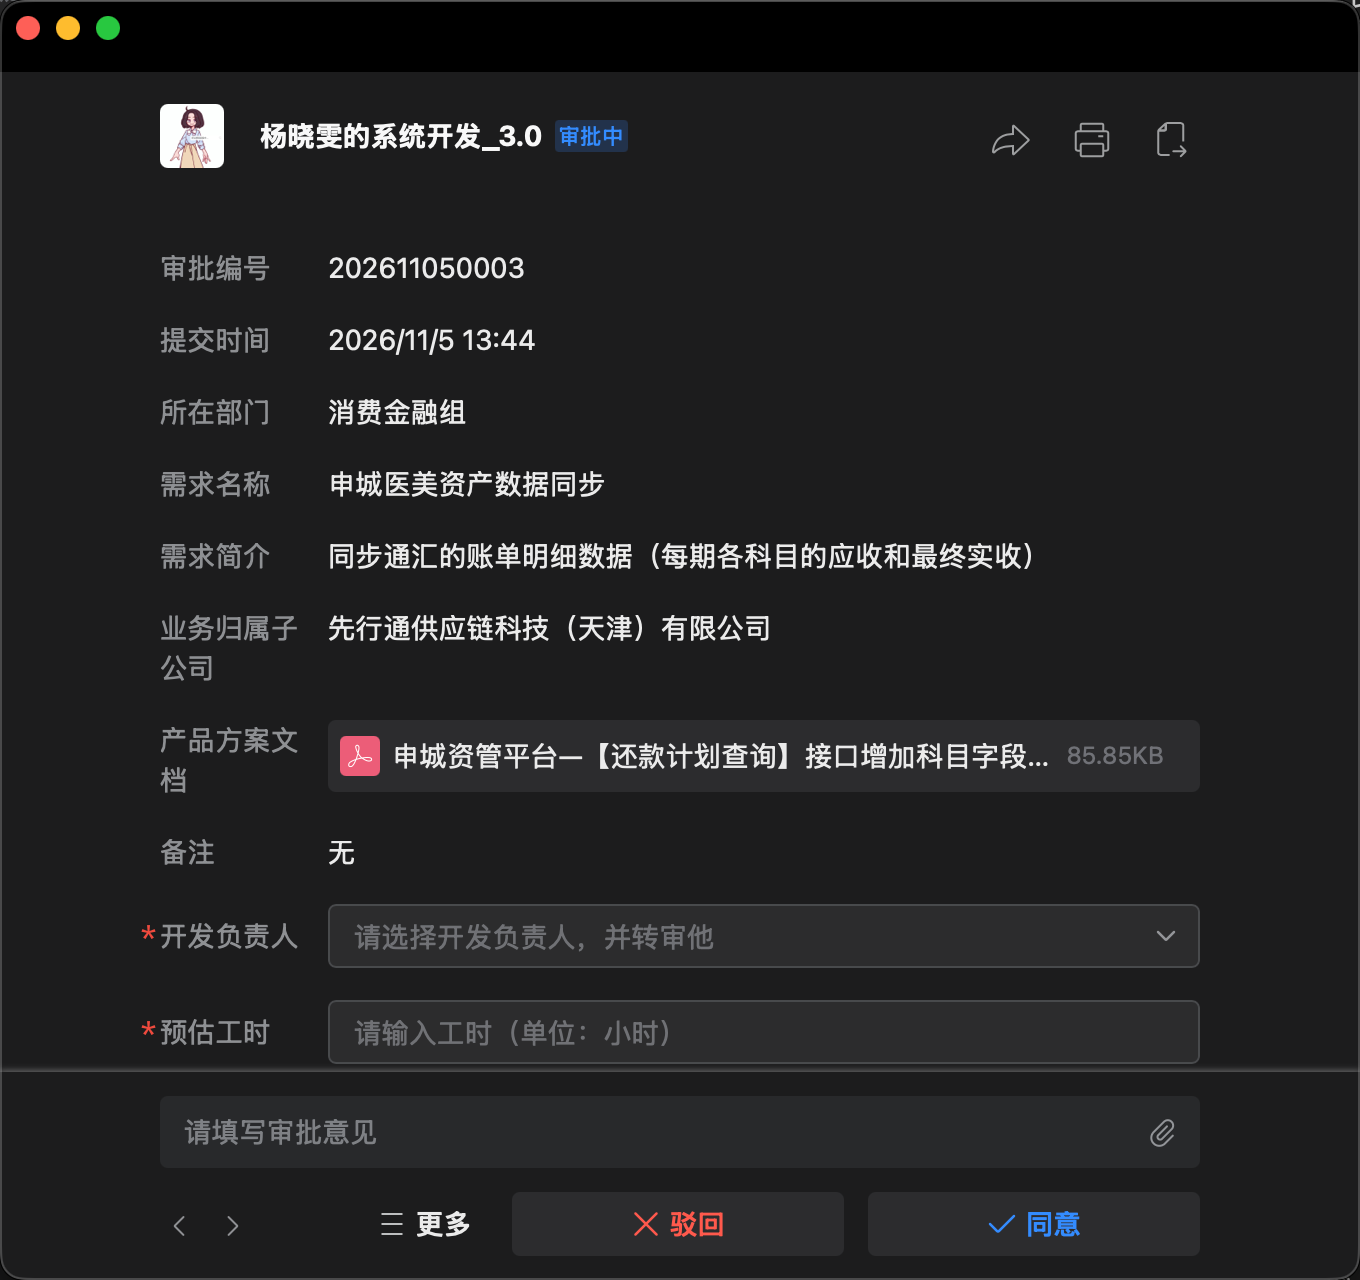 杨晓雯的系统开发_3.0 审批中
审批编号 202611050003
提交时间 2026/11/5 13:44
所在部门 消费金融组
需求名称 申城医美资产数据同步
需求简介 同步通汇的账单明细数据（每期各科目的应收和最终实收）
业务归属子公司 先行通供应链科技（天津）有限公司
产品方案文档 申城资管平台—【还款计划查询】接口增加科目字段... 85.85KB
备注 无
*开发负责人 请选择开发负责人，并转审他
*预估工时 请输入工时（单位：小时）
请填写审批意见
更多 驳回 同意